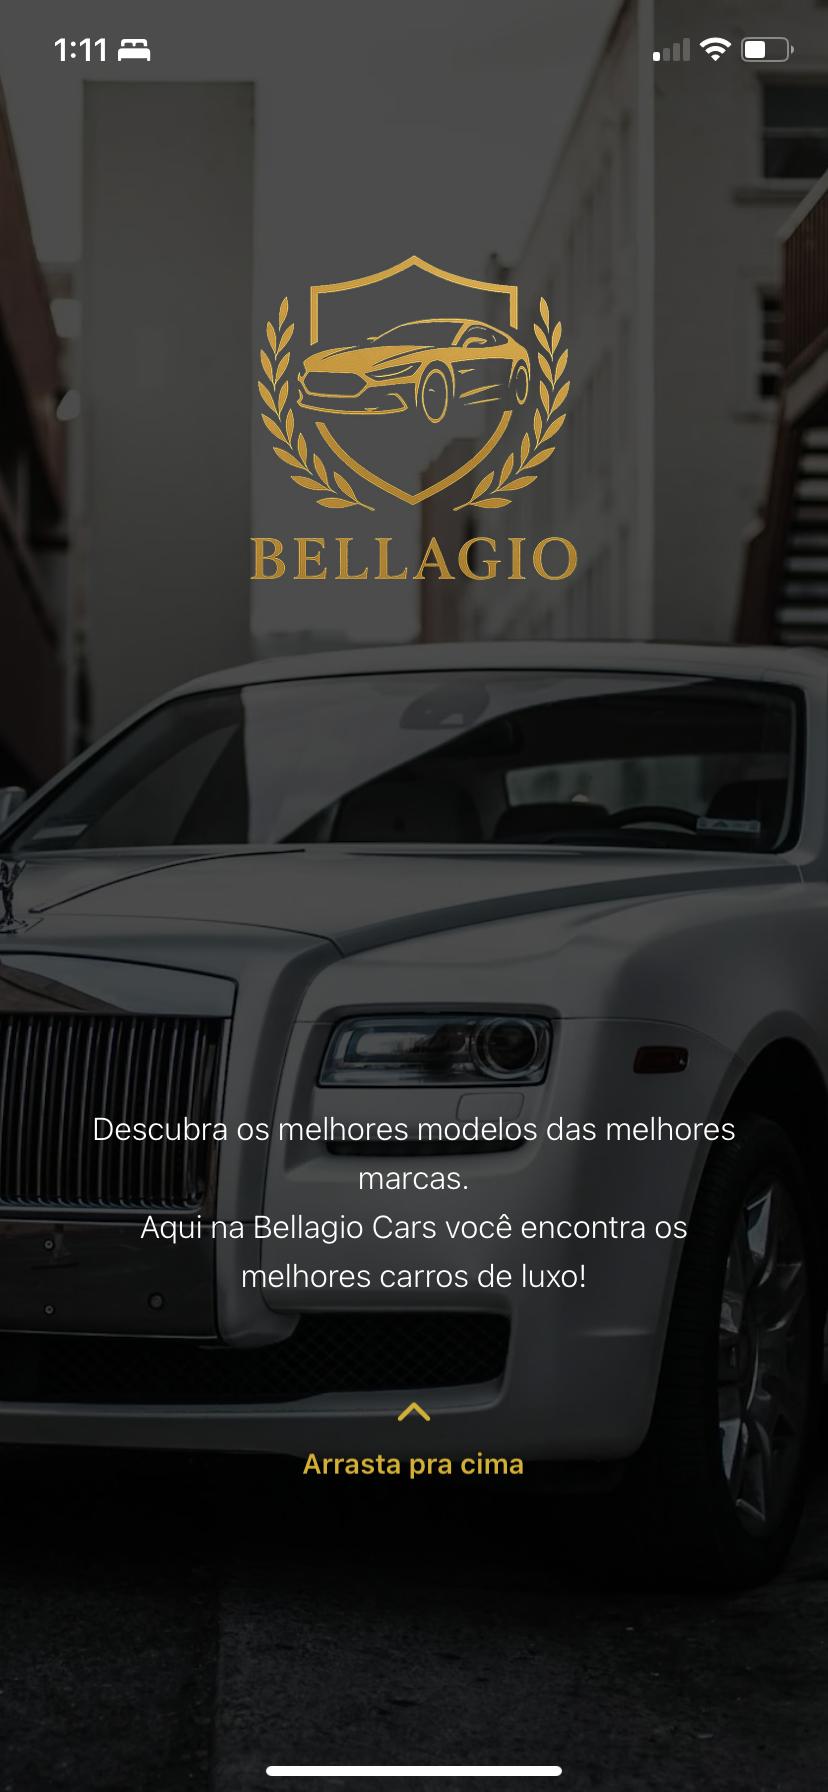 1:11
BELLAGIO
Descubra os melhores modelos das melhores
marcas.
Aqui na Bellagio Cars você encontra os
melhores carros de luxo!
Arrasta pra cima